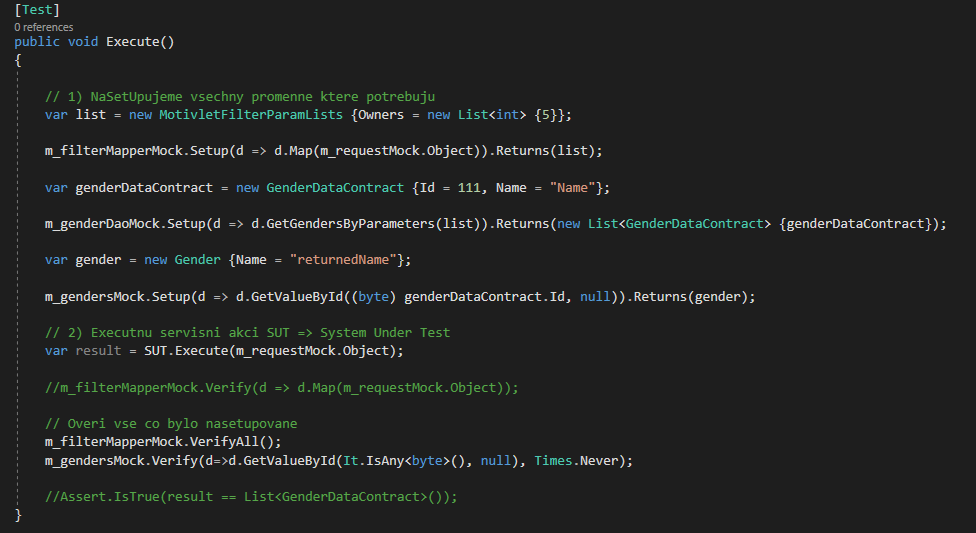 [Test]
0 references
public void Execute()
{
// 1) NaSetUpujeme vsechny promenne ktere potrebuju
var list = new MotivletFilterParamLists {Owners = new List<int> {5}};
m_filterMapperMock.Setup(d => d.Map(m_requestMock.Object)).Returns(list);
var genderDataContract = new GenderDataContract {Id = 111, Name = "Name"};
m_genderDaoMock.Setup(d => d.GetGendersByParameters(list)).Returns(new List<GenderDataContract> {genderDataContract});
var gender = new Gender {Name = "returnedName"};
m_gendersMock.Setup(d => d.GetValueById((byte) genderDataContract.Id, null)).Returns(gender);
// 2) Executnu servisni akci SUT => System Under Test
var result = SUT.Execute(m_requestMock.Object);
//m_filterMapperMock.Verify(d => d.Map(m_requestMock.Object));
// Overi vse co bylo nasetupovane
m_filterMapperMock.VerifyAll();
m_gendersMock.Verify(d=>d.GetValueById(It.IsAny<byte>(), null), Times.Never);
//Assert.IsTrue(result == List<GenderDataContract>());
}